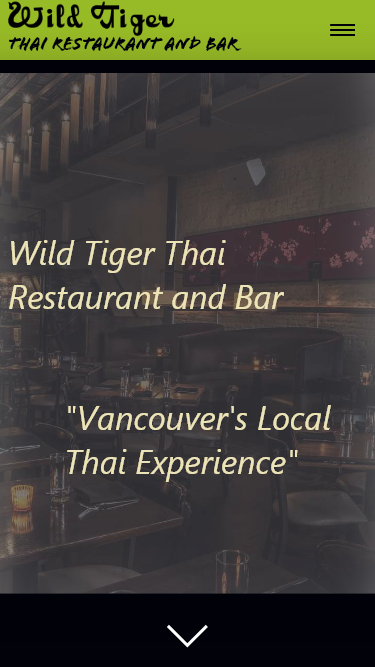 Wild Tiger
THAI RESTAURANT AND BAR
Wild Tiger Thai
Restaurant and Bar
"Vancouver's Local
Thai Experience"